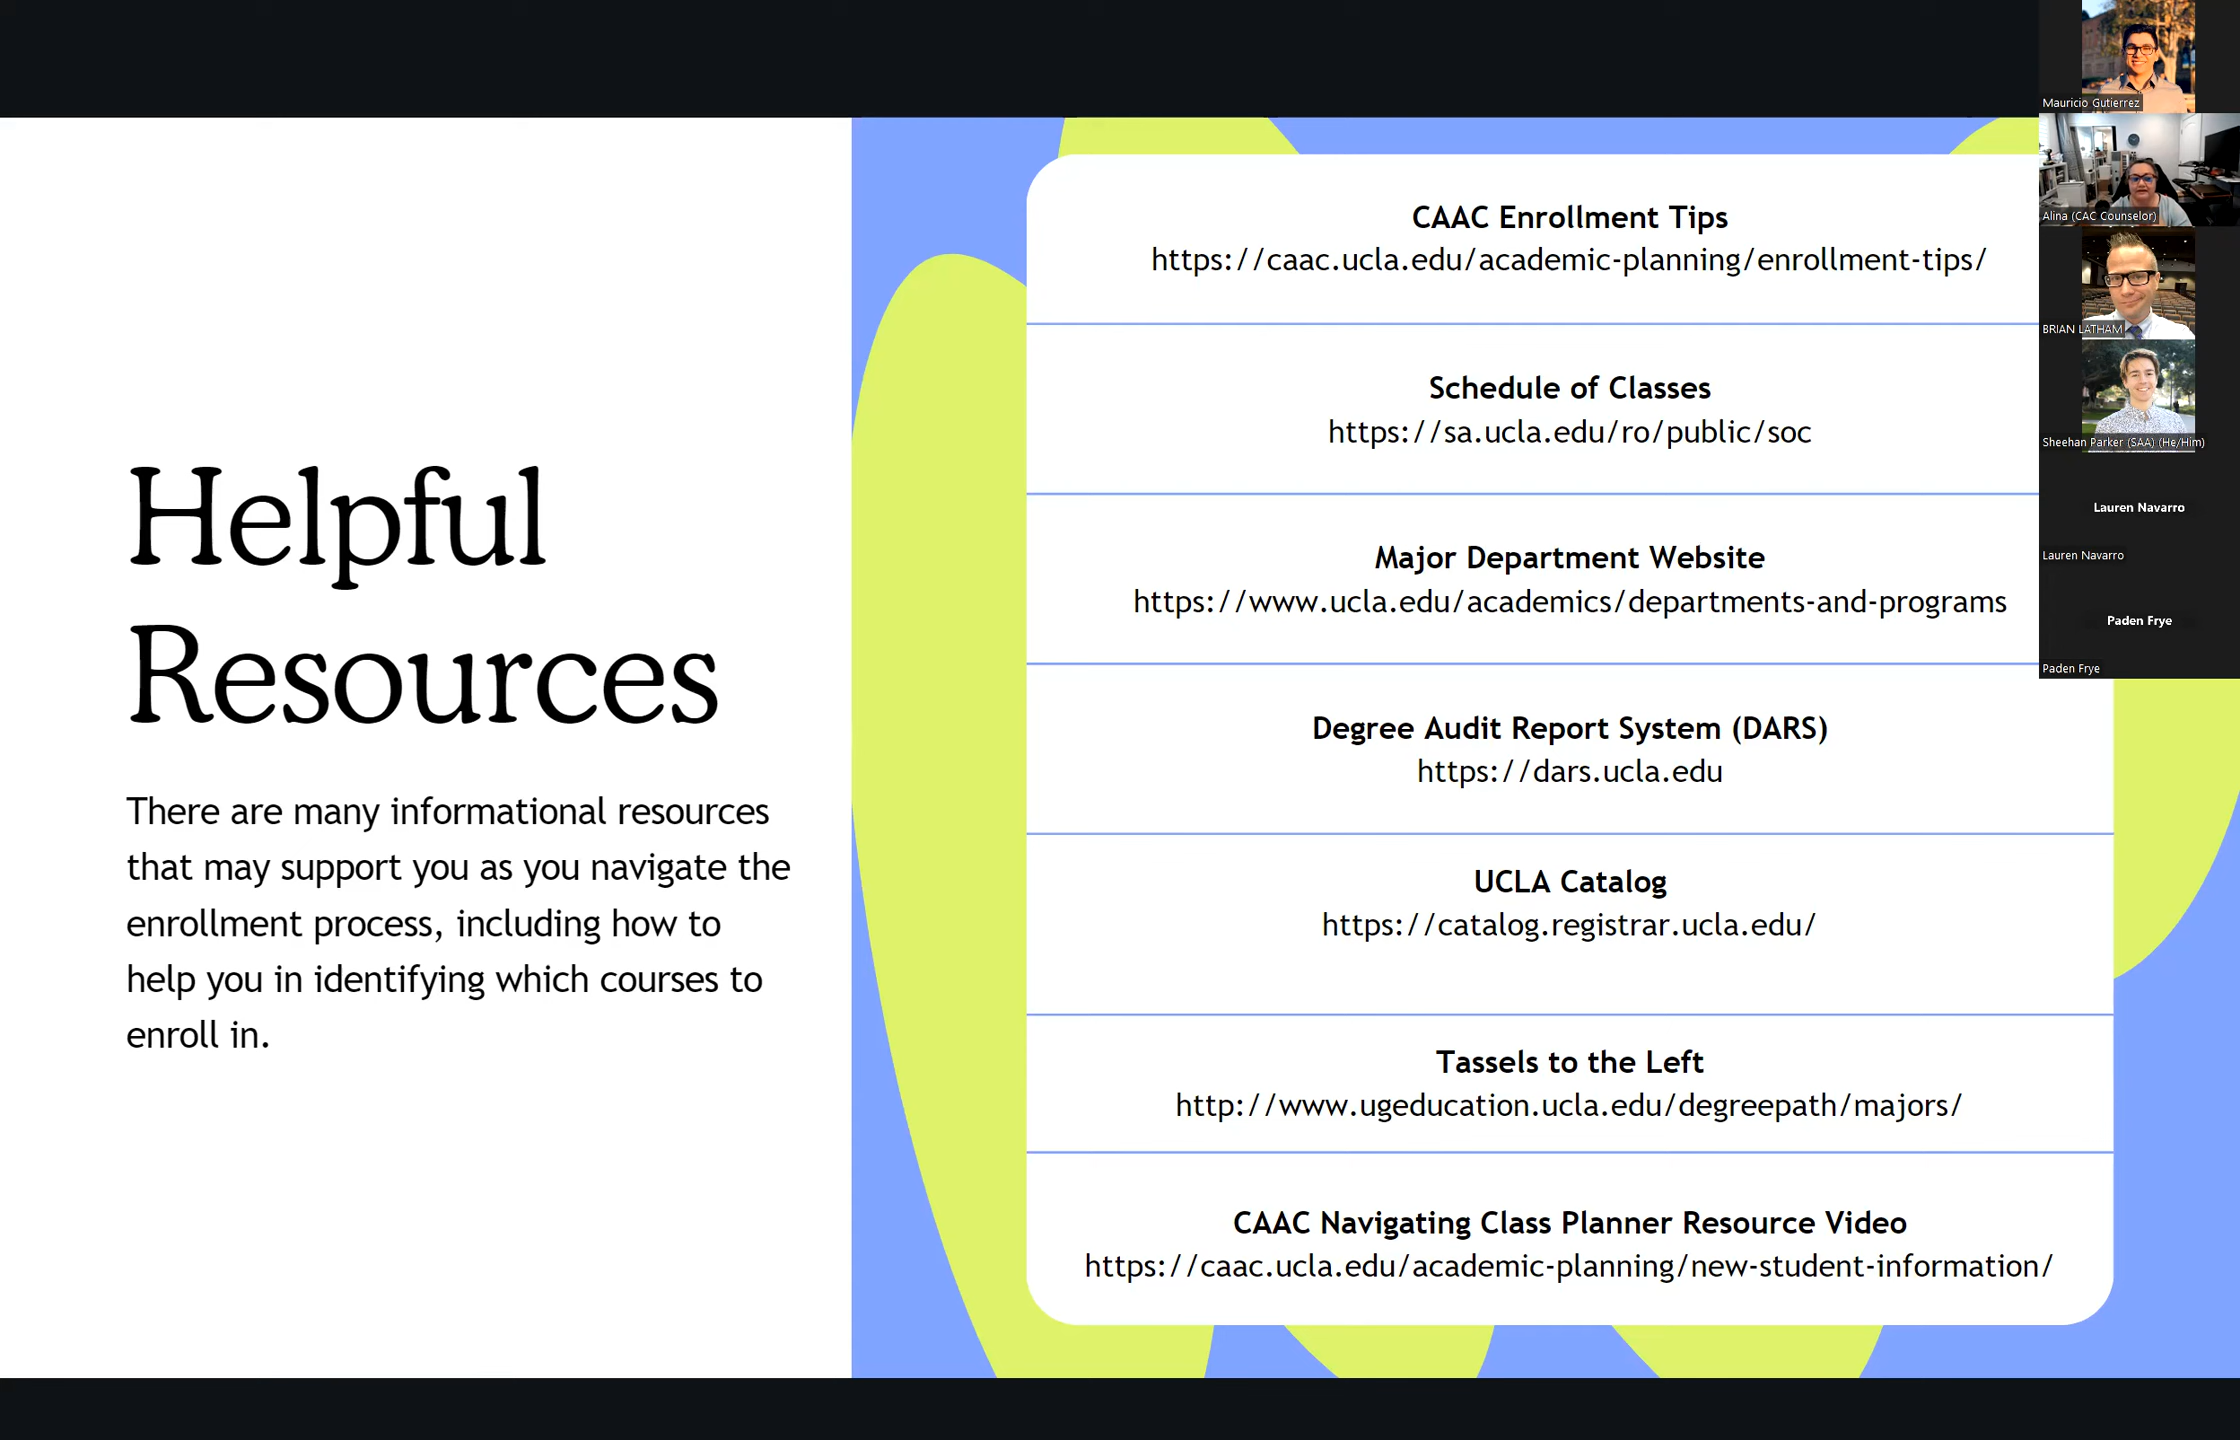 Helpful
Resources
There are many informational resources
that may support you as you navigate the
enrollment process, including how to
help you in identifying which courses to
enroll in.
CAAC Enrollment Tips
https://caac.ucla.edu/academic-planning/enrollment-tips/
Schedule of Classes
https://sa.ucla.edu/ro/public/soc
Major Department Website
https://www.ucla.edu/academics/departments-and-programs
Degree Audit Report System (DARS)
https://dars.ucla.edu
UCLA Catalog
https://catalog.registrar.ucla.edu/
Tassels to the Left
http://www.ugeducation.ucla.edu/degreepath/majors/
CAAC Navigating Class Planner Resource Video
https://caac.ucla.edu/academic-planning/new-student-information/
Mauricio Gutierrez
Alina (CAC Counselor)
BRIAN LATHAM
Sheehan Parker (SAA) (He/Him)
Lauren Navarro
Lauren Navarro
Paden Frye
Paden Frye